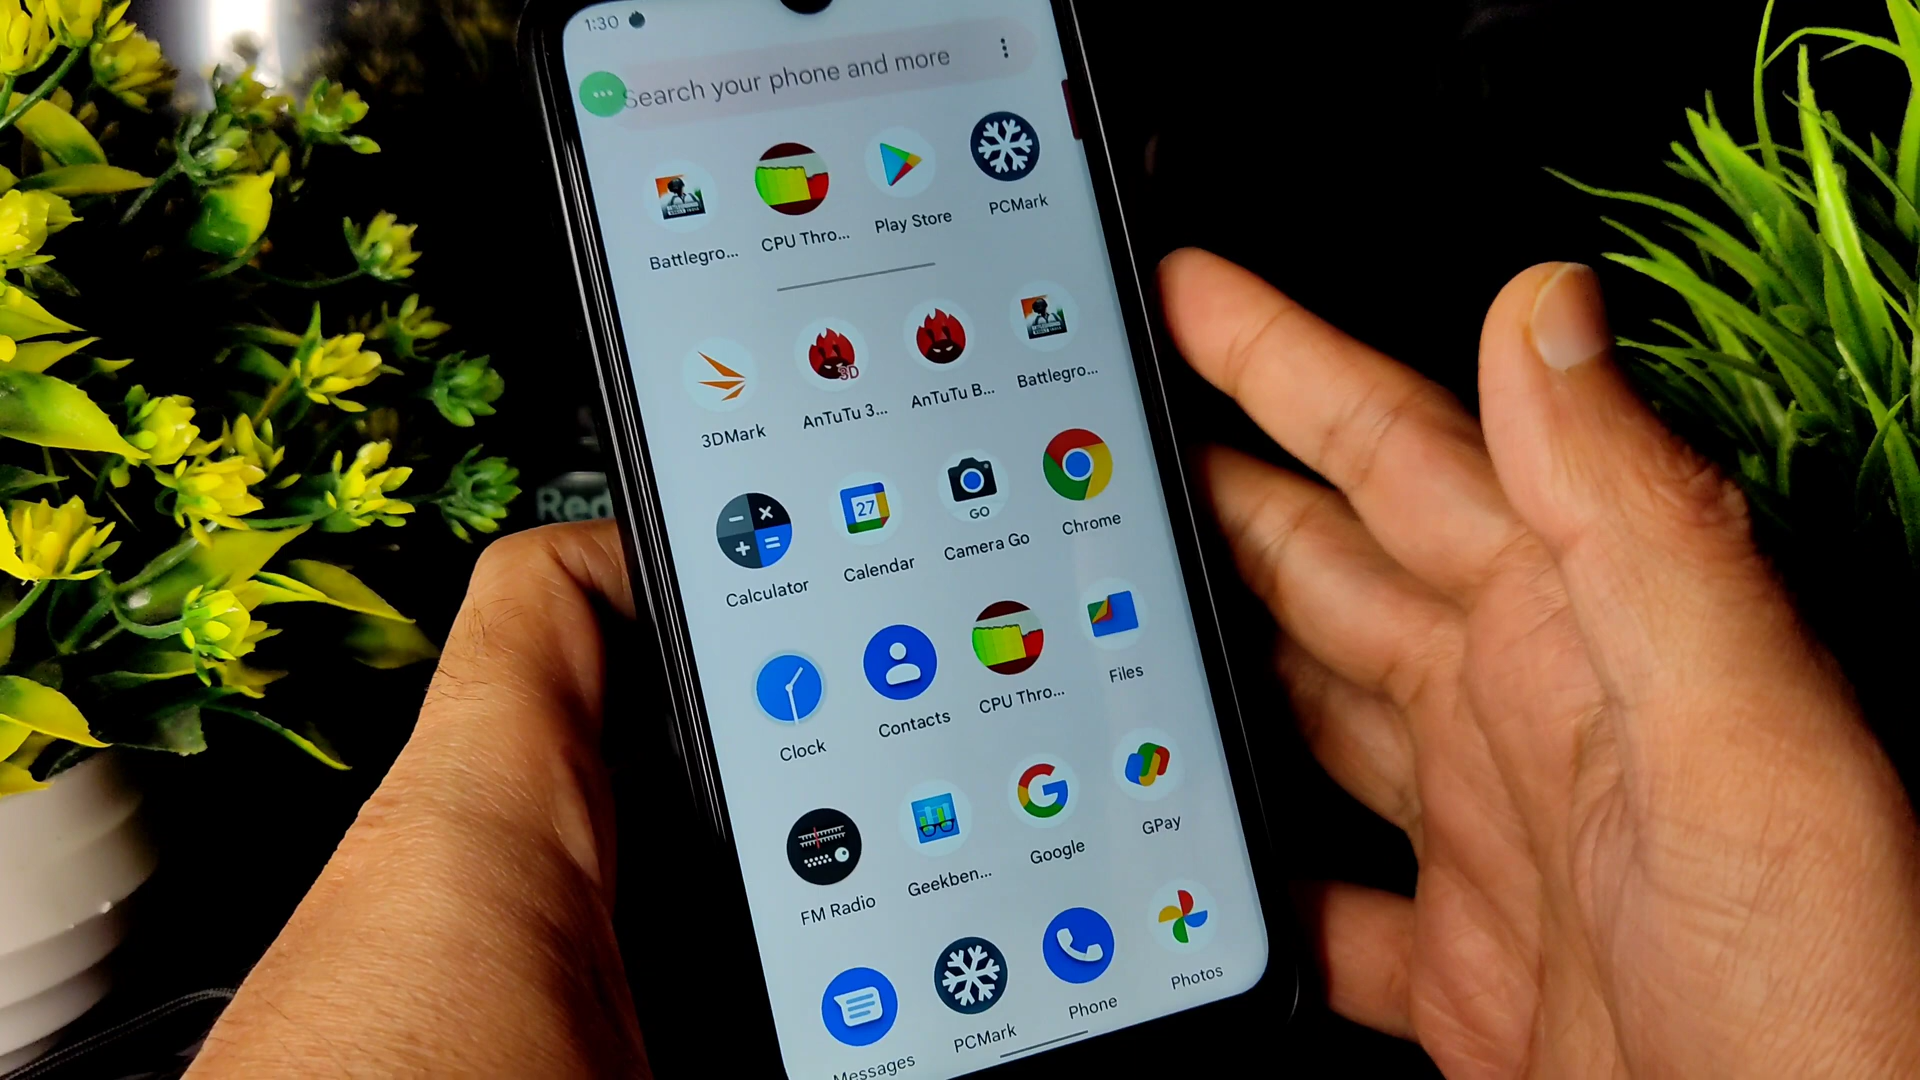 1:30
Search your phone and more
Battlegro... CPU Thro... Play Store PCMark
3D
3DMark AnTuTu 3... AnTuTu B... Battlegro...
27
GO
Calculator Calendar Camera Go Chrome
Red
Clock Contacts CPU Thro... Files
FM Radio Geekben... Google GPay
Messages PCMark Phone Photos